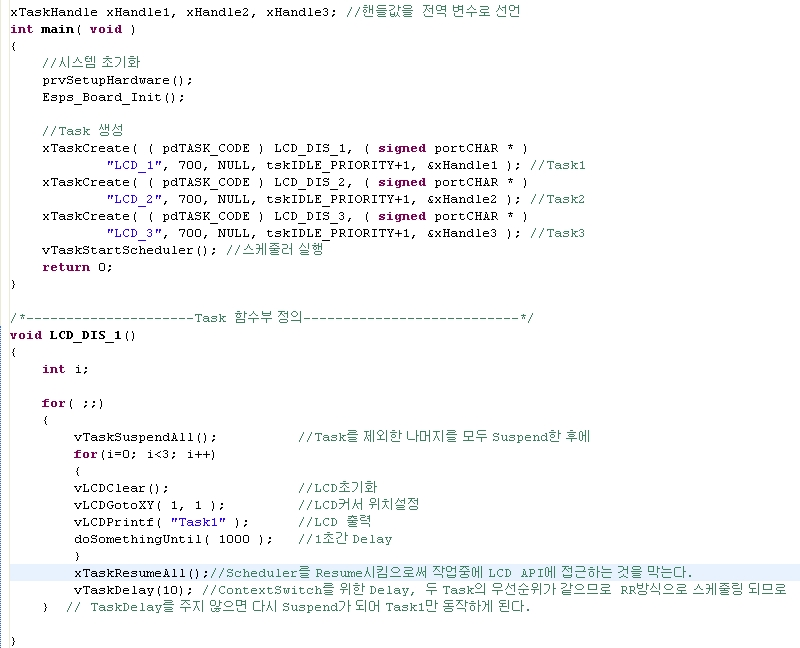 xTaskHandle xHandle1, xHandle2, xHandle3; //핸들값을 전역 변수로 선언
int main( void )
{
//시스템 초기화
prvSetupHardware();
Esps_Board_Init();
//Task 생성
xTaskCreate( ( pdTASK_CODE ) LCD_DIS_1, ( signed portCHAR * )
"LCD_1", 700, NULL, tskIDLE_PRIORITY+1, &xHandle1 ); //Task1
xTaskCreate( ( pdTASK_CODE ) LCD_DIS_2, ( signed portCHAR * )
"LCD_2", 700, NULL, tskIDLE_PRIORITY+1, &xHandle2 ); //Task2
xTaskCreate( ( pdTASK_CODE ) LCD_DIS_3, ( signed portCHAR * )
"LCD_3", 700, NULL, tskIDLE_PRIORITY+1, &xHandle3 ); //Task3
vTaskStartScheduler(); //스케줄러 실행
return 0;
}
/*---------------------Task 함수부 정의---------------------------*/
void LCD_DIS_1()
{
int i;
for( ;;)
{
vTaskSuspendAll(); //Task를 제외한 나머지를 모두 Suspend한 후에
for(i=0; i<3; i++)
{
vLCDClear(); //LCD초기화
vLCDGotoXY( 1, 1 ); //LCD커서 위치설정
vLCDPrintf( "Task1" ); //LCD 출력
doSomethingUntil( 1000 ); //1초간 Delay
}
xTaskResumeAll();//Scheduler를 Resume시킴으로써 작업중에 LCD API에 접근하는 것을 막는다.
vTaskDelay(10); //ContextSwitch를 위한 Delay, 두 Task의 우선순위가 같으므로 RR방식으로 스케줄링 되므로
} // TaskDelay를 주지 않으면 다시 Suspend가 되어 Task1만 동작하게 된다.
}